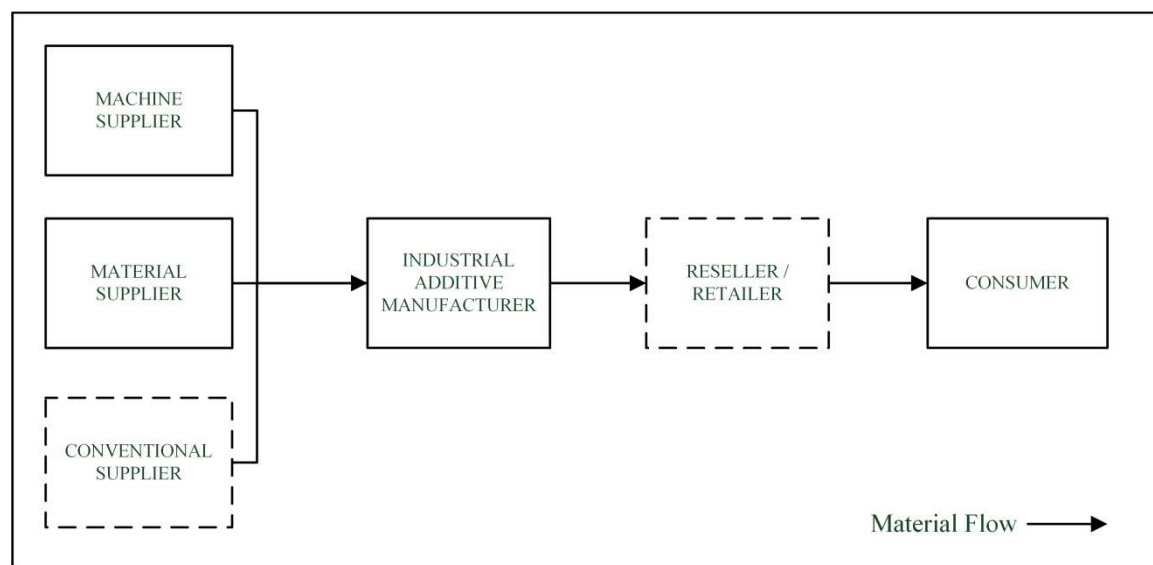 MACHINE
SUPPLIER
MATERIAL
SUPPLIER
CONVENTIONAL
SUPPLIER
INDUSTRIAL
ADDITIVE
MANUFACTURER
RESELLER /
RETAILER
CONSUMER
Material Flow